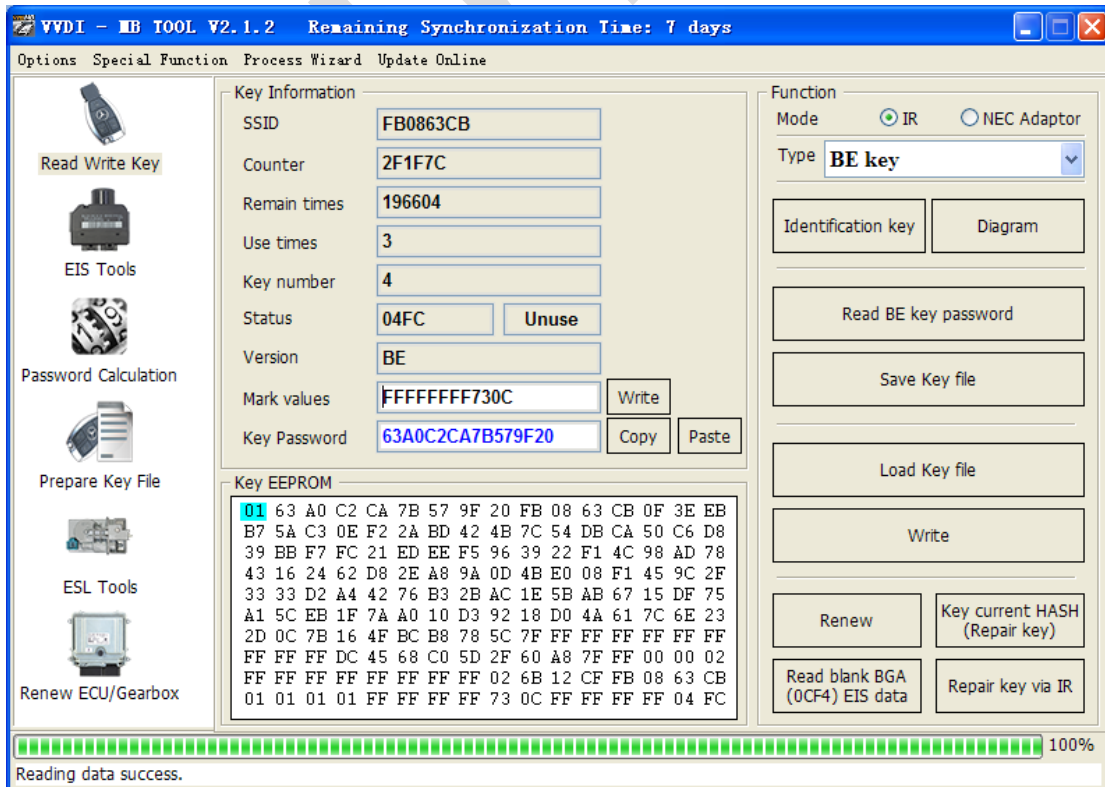 VVDI - MB TOOL V2.1.2 Remaining Synchronization Time: 7 days
Options Special Function Process Wizard Update Online
Read Write Key
EIS Tools
Password Calculation
Prepare Key File
ESL Tools
Renew ECU/Gearbox
Key Information
SSID FB0863CB
Counter 2F1F7C
Remain times 196604
Use times 3
Key number 4
Status 04FC Unuse
Version BE
Mark values FFFFFFFF730C Write
Key Password 63A0C2CA7B579F20 Copy Paste
Key EEPROM
01 63 A0 C2 CA 7B 57 9F 20 FB 08 63 CB 0F 3E EB
B7 5A C3 0E F2 2A BD 42 4B 7C 54 DB CA 50 C6 D8
39 BB F7 FC 21 ED EE F5 96 39 22 F1 4C 98 AD 78
43 16 24 62 D8 2E A8 9A 0D 4B E0 08 F1 45 9C 2F
33 33 D2 A4 42 76 B3 2B AC 1E 5B AB 67 15 DF 75
A1 5C EB 1F 7A A0 10 D3 92 18 D0 4A 61 7C 6E 23
2D 0C 7B 16 4F BC B8 78 5C 7F FF FF FF FF FF FF
FF FF FF DC 45 68 C0 5D 2F 60 A8 7F FF 00 00 02
FF FF FF FF FF FF FF FF 02 6B 12 CF FB 08 63 CB
01 01 01 01 FF FF FF FF 73 0C FF FF FF FF 04 FC
Function
Mode IR NEC Adaptor
Type BE key
Identification key Diagram
Read BE key password
Save Key file
Load Key file
Write
Renew
Key current HASH
(Repair key)
Read blank BGA
(0CF4) EIS data
Repair key via IR
100%
Reading data success.